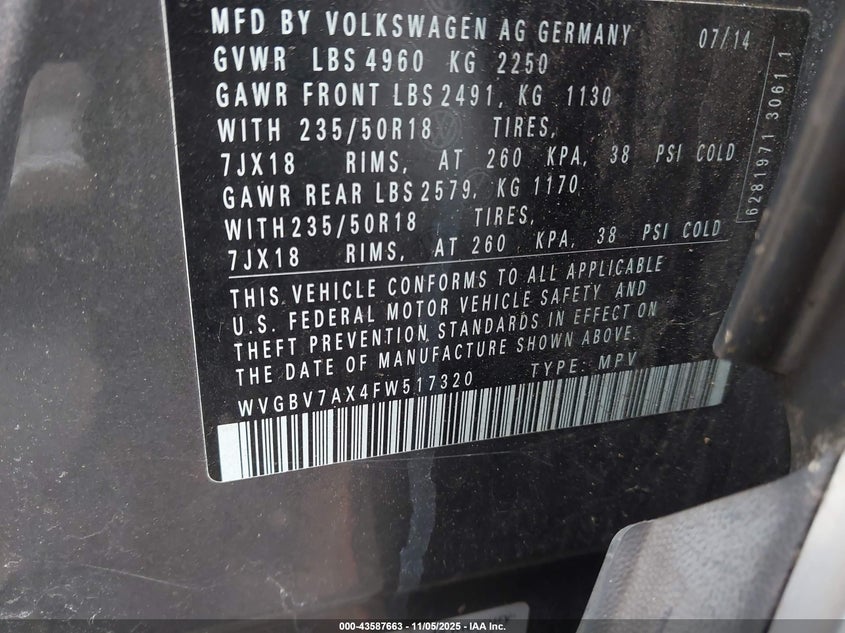 MFD BY VOLKSWAGEN AG GERMANY 07/14
GVWR LBS 4960 KG 2250
GAWR FRONT LBS 2491, KG 1130
WITH 235/50R18 TIRES,
7JX18 RIMS, AT 260 KPA, 38 PSI COLD
GAWR REAR LBS 2579, KG 1170
WITH 235/50R18 TIRES,
7JX18 RIMS, AT 260 KPA, 38 PSI COLD
THIS VEHICLE CONFORMS TO ALL APPLICABLE
U.S. FEDERAL MOTOR VEHICLE SAFETY AND
THEFT PREVENTION STANDARDS IN EFFECT ON
THE DATE OF MANUFACTURE SHOWN ABOVE.
WVGBV7AX4FW517320 TYPE: MPV
6281971 3061 1
000-43587663 - 11/05/2025 - IAA Inc.